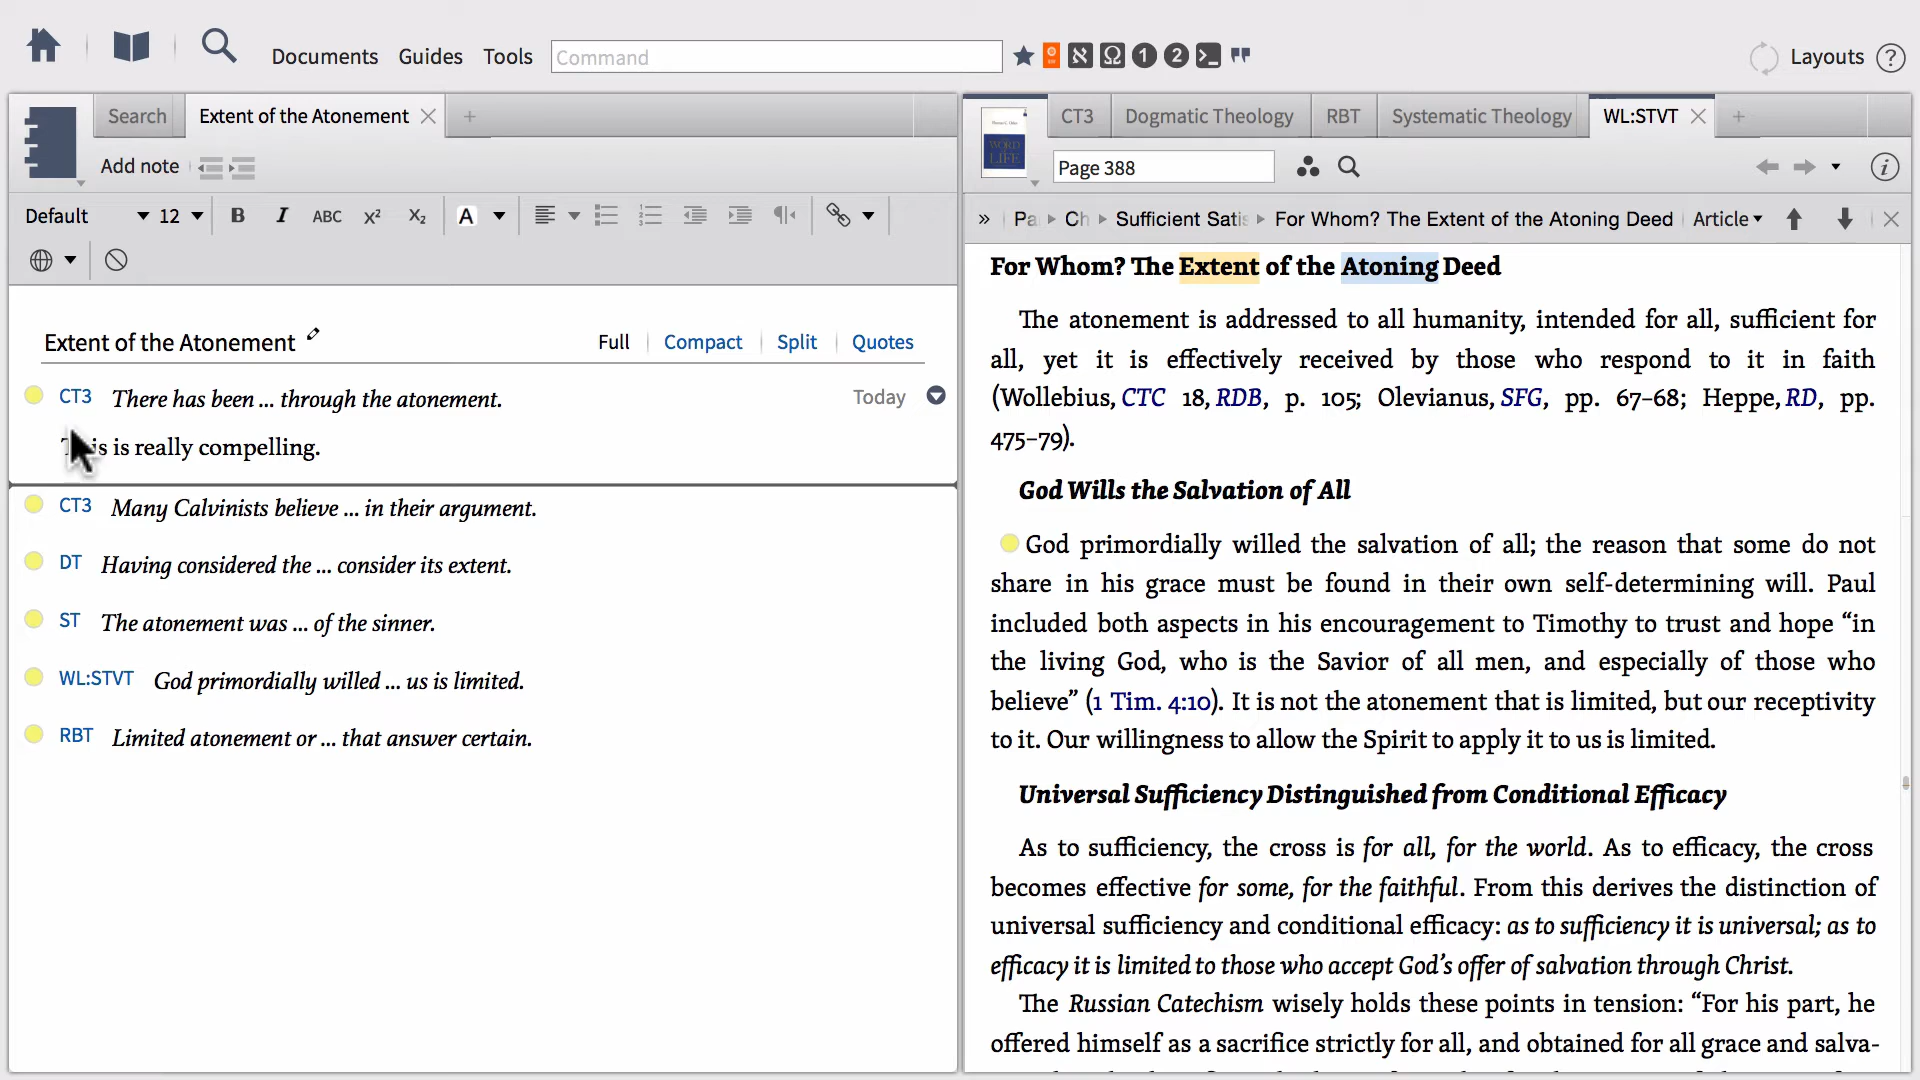 Documents Guides Tools Command Layouts ?
Search Extent of the Atonement
Add note
Default 12 B I ABC X² X₂ A
Extent of the Atonement Full Compact Split Quotes
CT3 There has been ... through the atonement. Today
is is really compelling.
CT3 Many Calvinists believe ... in their argument.
DT Having considered the ... consider its extent.
ST The atonement was ... of the sinner.
WL:STVT God primordially willed ... us is limited.
RBT Limited atonement or ... that answer certain.
CT3 Dogmatic Theology RBT Systematic Theology WL:STVT
WORD LIFE
Page 388
» Pa Ch Sufficient Satis For Whom? The Extent of the Atoning Deed Article
For Whom? The Extent of the Atoning Deed
The atonement is addressed to all humanity, intended for all, sufficient for
all, yet it is effectively received by those who respond to it in faith
(Wollebius, CTC 18, RDB, p. 105; Olevianus, SFG, pp. 67–68; Heppe, RD, pp.
475–79).
God Wills the Salvation of All
God primordially willed the salvation of all; the reason that some do not
share in his grace must be found in their own self-determining will. Paul
included both aspects in his encouragement to Timothy to trust and hope “in
the living God, who is the Savior of all men, and especially of those who
believe” (1 Tim. 4:10). It is not the atonement that is limited, but our receptivity
to it. Our willingness to allow the Spirit to apply it to us is limited.
Universal Sufficiency Distinguished from Conditional Efficacy
As to sufficiency, the cross is for all, for the world. As to efficacy, the cross
becomes effective for some, for the faithful. From this derives the distinction of
universal sufficiency and conditional efficacy: as to sufficiency it is universal; as to
efficacy it is limited to those who accept God’s offer of salvation through Christ.
The Russian Catechism wisely holds these points in tension: “For his part, he
offered himself as a sacrifice strictly for all, and obtained for all grace and salva-